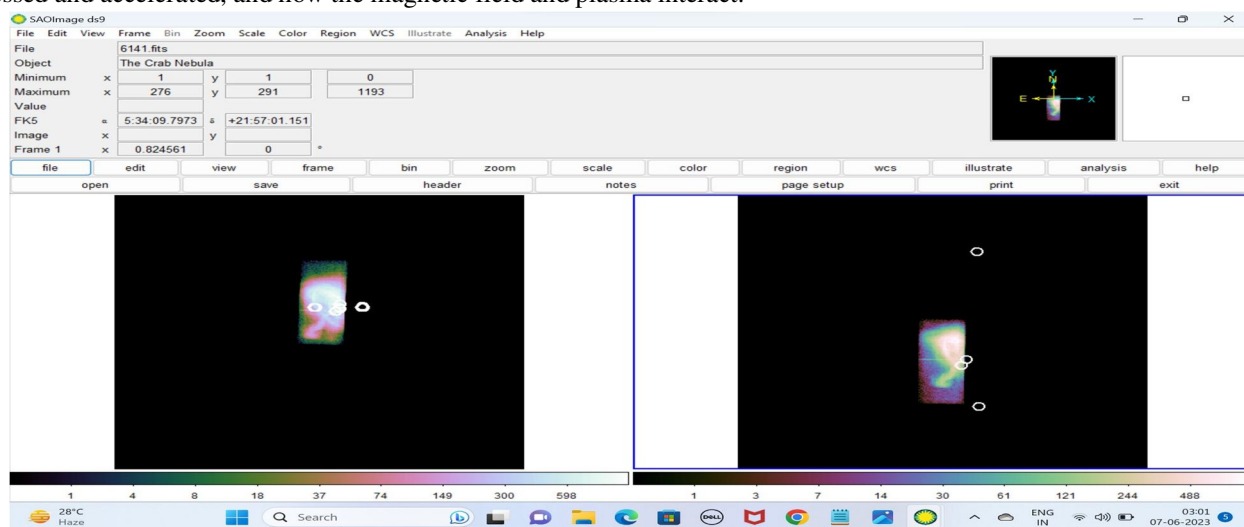 ssed and accelerated, and how the magnetic field and plasma interact.
SAOImage ds9
File Edit View Frame Bin Zoom Scale Color Region WCS Illustrate Analysis Help
File 6141.fits
Object The Crab Nebula
Minimum x 1 y 1 0
Maximum x 276 y 291 1193
Value
FK5 α 5:34:09.7973 δ +21:57:01.151
Image x y
Frame 1 x 0.824561 0 °
Y
N
E X
file edit view frame bin zoom scale color region wcs illustrate analysis help
open save header notes page setup print exit
1 4 8 18 37 74 149 300 598 1 3 7 14 30 61 121 244 488
28°C
Haze
Search
DELL
ENG
IN
03:01
07-06-2023
5